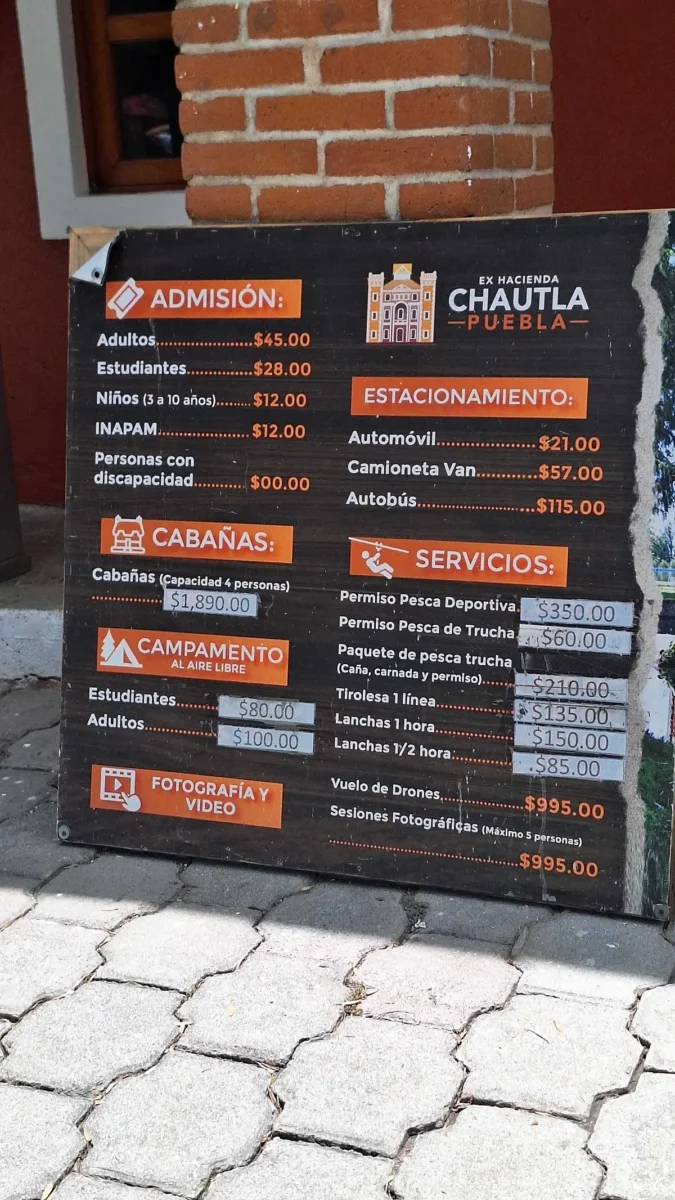 ADMISIÓN:
Adultos....................$45.00
Estudiantes..............$28.00
Niños (3 a 10 años).......$12.00
INAPAM...................$12.00
Personas con
discapacidad..........$00.00
CABAÑAS:
Cabañas (Capacidad 4 personas)
..............$1,890.00
CAMPAMENTO
AL AIRE LIBRE
Estudiantes........$80.00
Adultos...............$100.00
FOTOGRAFÍA Y
VIDEO
EX HACIENDA
CHAUTLA
—PUEBLA—
ESTACIONAMIENTO:
Automóvil....................$21.00
Camioneta Van............$57.00
Autobús........................$115.00
SERVICIOS:
Permiso Pesca Deportiva.$350.00
Permiso Pesca de Trucha.$60.00
Paquete de pesca trucha
(Caña, carnada y permiso)......$210.00
Tirolesa 1 línea................$135.00
Lanchas 1 hora................$150.00
Lanchas 1/2 hora............$85.00
Vuelo de Drones.................$995.00
Sesiones Fotográficas (Máximo 5 personas)
........................................$995.00